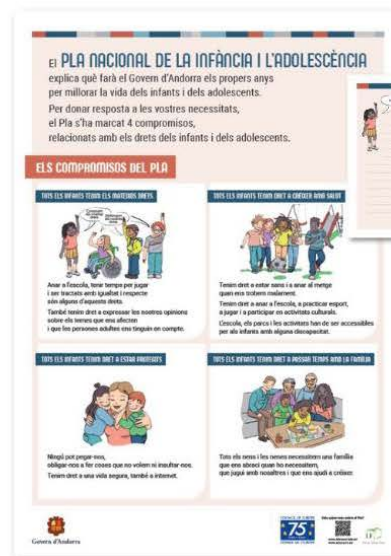 El PLA NACIONAL DE LA INFÀNCIA I L'ADOLESCÈNCIA
explica què farà el Govern d'Andorra els propers anys
per millorar la vida dels infants i dels adolescents.
Per donar resposta a les vostres necessitats,
el Pla s'ha marcat 4 compromisos,
relacionats amb els drets dels infants i dels adolescents.
ELS COMPROMISOS DEL PLA
TOTS ELS INFANTS TENIM ELS MATEIXOS DRETS
Anar a l'escola, tenir temps per jugar
i ser tractats amb igualtat i respecte
són alguns d'aquests drets.
També tenim dret a expressar les nostres opinions
sobre els temes que ens afecten
i que les persones adultes ens tinguin en compte.
TOTS ELS INFANTS TENIM DRET A CRÉIXER AMB SALUT
Tenim dret a estar sans i a anar al metge
quan ens trobem malament.
Tenim dret a anar a l'escola, a practicar esport,
a jugar i a participar en activitats culturals.
L'escola, els parcs i les activitats han de ser accessibles
per als infants amb alguna discapacitat.
TOTS ELS INFANTS TENIM DRET A ESTAR PROTEGITS
Ningú pot pegar-nos,
obligar-nos a fer coses que no volem ni insultar-nos.
Tenim dret a una vida segura, també a internet.
TOTS ELS INFANTS TENIM DRET A PASSAR TEMPS AMB LA FAMÍLIA
Tots els nens i les nenes necessitem una família
que ens abraci quan ho necessitem,
que jugui amb nosaltres i que ens ajudi a créixer.
Govern d'Andorra
75